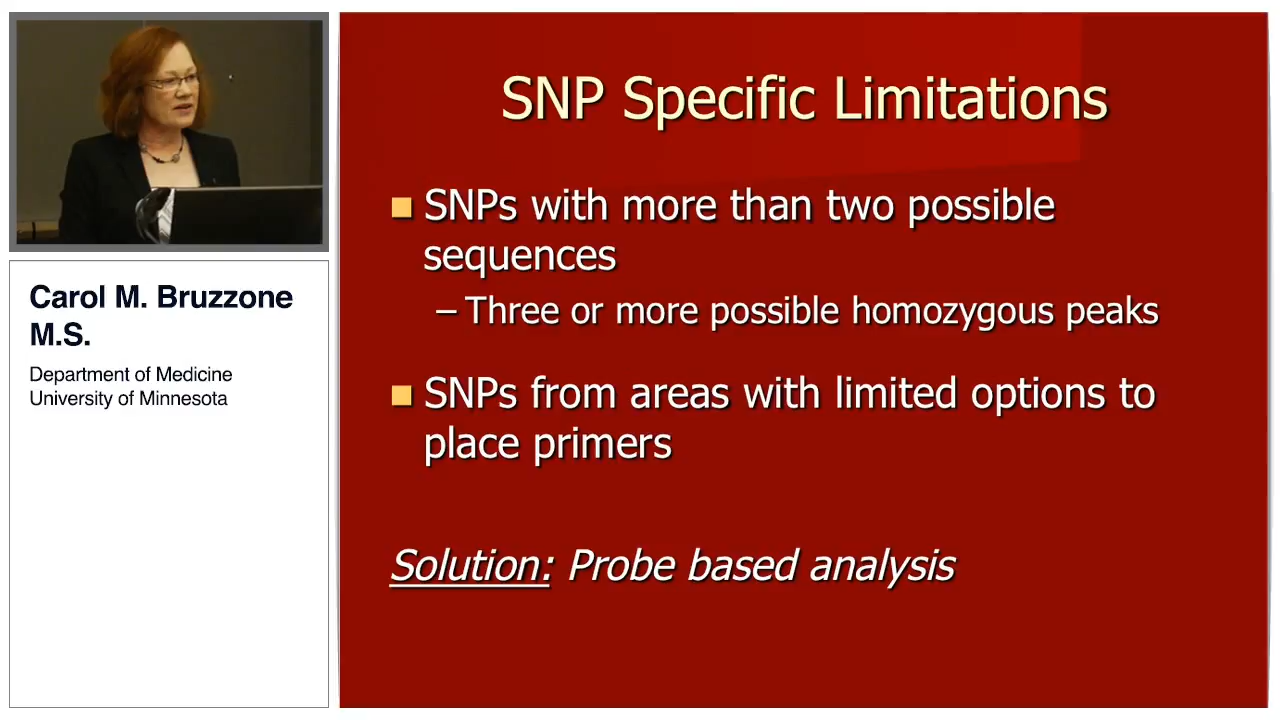 Carol M. Bruzzone
M.S.
Department of Medicine
University of Minnesota
SNP Specific Limitations
SNPs with more than two possible
sequences
– Three or more possible homozygous peaks
SNPs from areas with limited options to
place primers
Solution: Probe based analysis